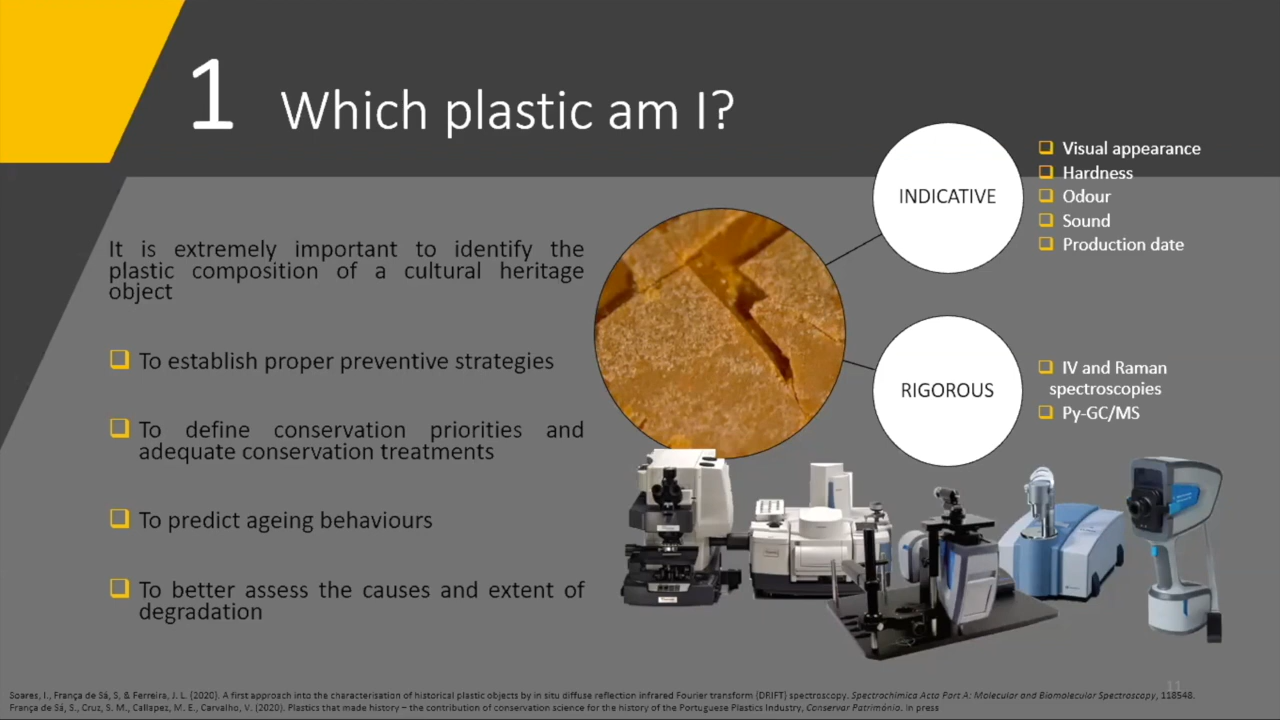 1 Which plastic am I?
It is extremely important to identify the
plastic composition of a cultural heritage
object
To establish proper preventive strategies
To define conservation priorities and
adequate conservation treatments
To predict ageing behaviours
To better assess the causes and extent of
degradation
INDICATIVE
Visual appearance
Hardness
Odour
Sound
Production date
RIGOROUS
IV and Raman
spectroscopies
Py-GC/MS
11
Soares, I., França de Sá, S, & Ferreira, J. L. (2020). A first approach into the characterisation of historical plastic objects by in situ diffuse reflection infrared Fourier transform (DRIFT) spectroscopy. Spectrochimica Acta Part A: Molecular and Biomolecular Spectroscopy, 118548.
França de Sá, S., Cruz, S. M., Callapez, M. E., Carvalho, V. (2020). Plastics that made history – the contribution of conservation science for the history of the Portuguese Plastics Industry, Conservar Património. in press